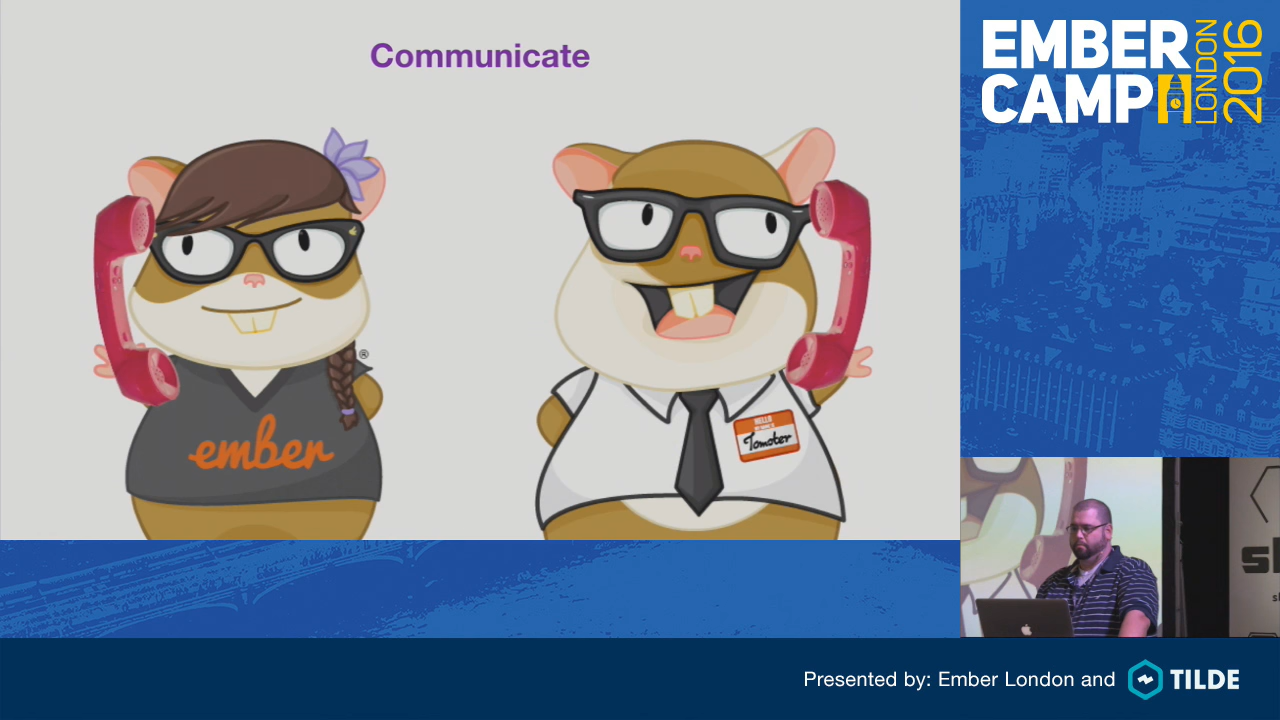 Communicate
®
ember
HELLO
Tomster
EMBER
CAMP
LONDON
2016
Presented by: Ember London and
TILDE